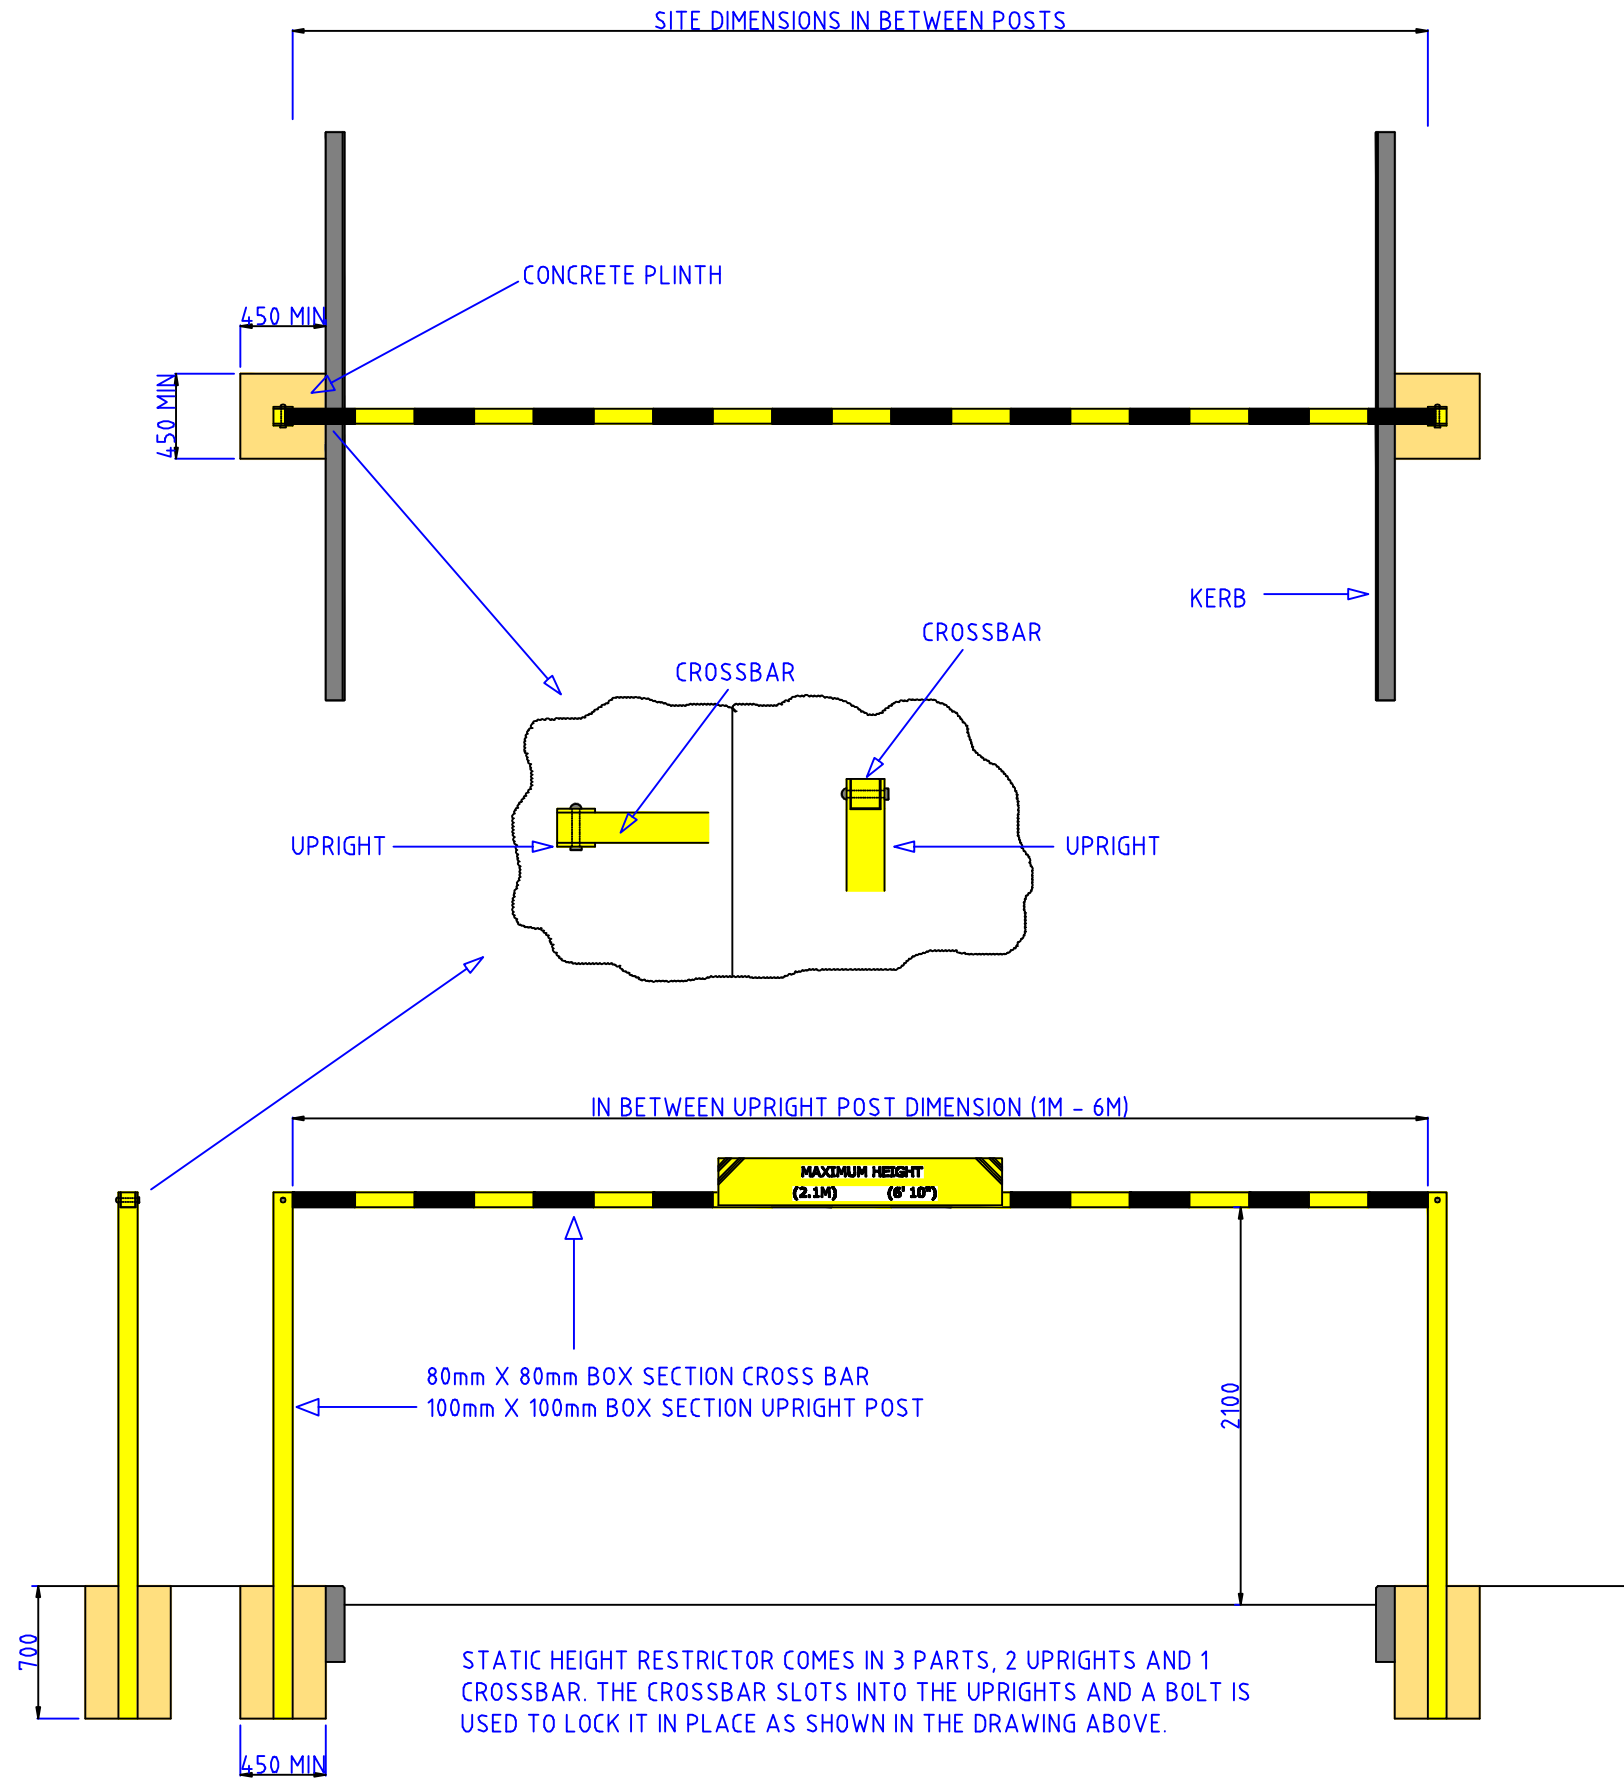 SITE DIMENSIONS IN BETWEEN POSTS
CONCRETE PLINTH
450 MIN
450 MIN
KERB
CROSSBAR
CROSSBAR
UPRIGHT
UPRIGHT
IN BETWEEN UPRIGHT POST DIMENSION (1M - 6M)
MAXIMUM HEIGHT
(2.1M) (6' 10")
80mm X 80mm BOX SECTION CROSS BAR
100mm X 100mm BOX SECTION UPRIGHT POST
2100
700
STATIC HEIGHT RESTRICTOR COMES IN 3 PARTS, 2 UPRIGHTS AND 1
CROSSBAR. THE CROSSBAR SLOTS INTO THE UPRIGHTS AND A BOLT IS
USED TO LOCK IT IN PLACE AS SHOWN IN THE DRAWING ABOVE.
450 MIN